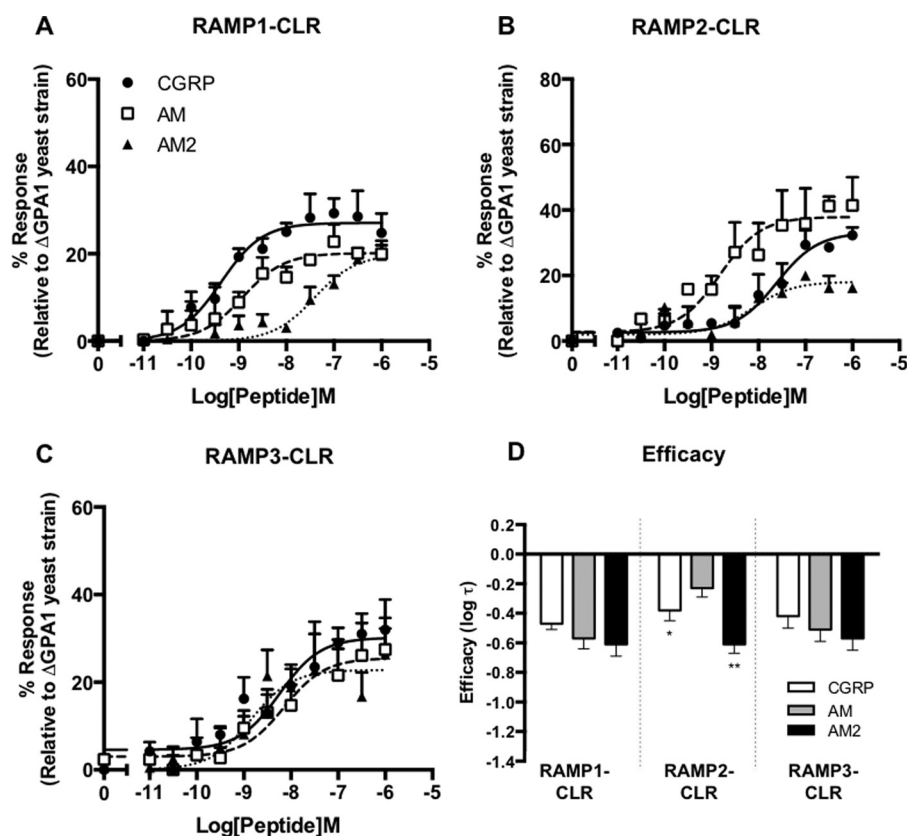 A
RAMP1-CLR
% Response
(Relative to ΔGPA1 yeast strain)
60
40
20
0
CGRP
AM
AM2
0
-11
-10
-9
-8
-7
-6
-5
Log[Peptide]M
B
RAMP2-CLR
% Response
(Relative to ΔGPA1 yeast strain)
80
60
40
20
0
0
-11
-10
-9
-8
-7
-6
-5
Log[Peptide]M
C
RAMP3-CLR
% Response
(Relative to ΔGPA1 yeast strain)
60
40
20
0
0
-11
-10
-9
-8
-7
-6
-5
Log[Peptide]M
D
Efficacy
Efficacy (log τ)
0.2
0.0
-0.2
-0.4
-0.6
-0.8
-1.0
-1.2
-1.4
*
**
CGRP
AM
AM2
RAMP1-
CLR
RAMP2-
CLR
RAMP3-
CLR